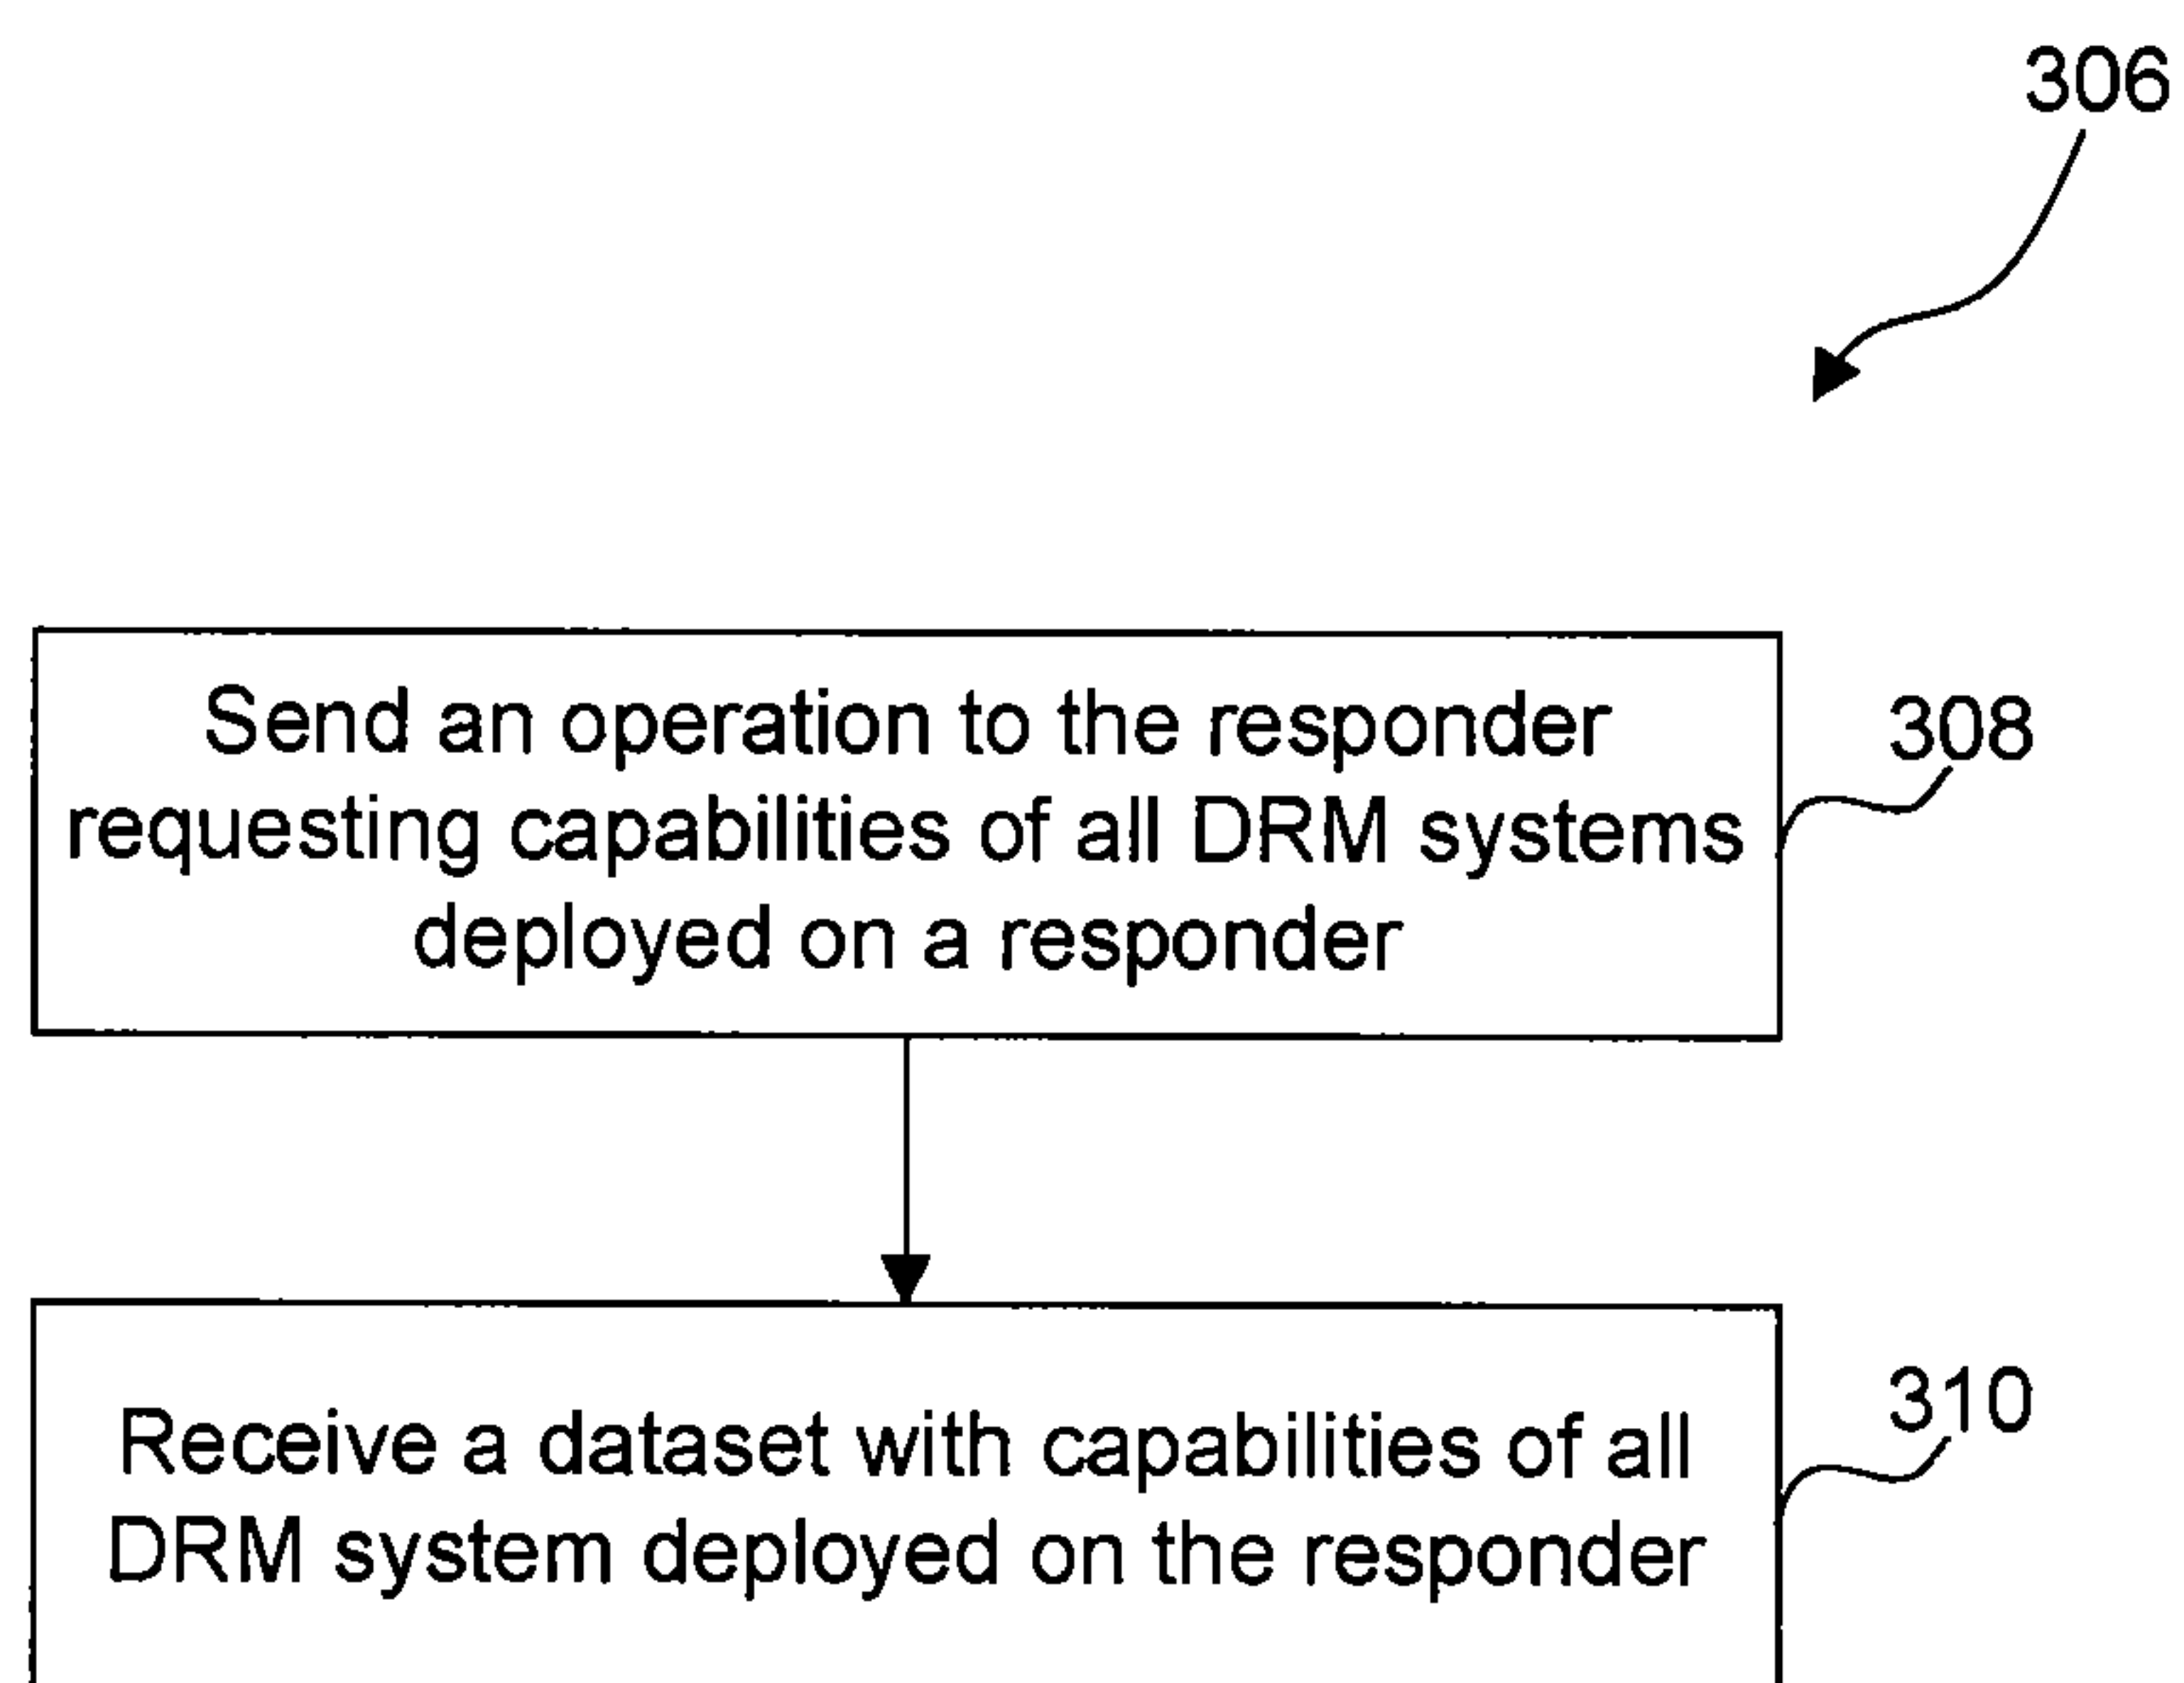 306
Send an operation to the responder
requesting capabilities of all DRM systems
deployed on a responder
308
Receive a dataset with capabilities of all
DRM system deployed on the responder
310